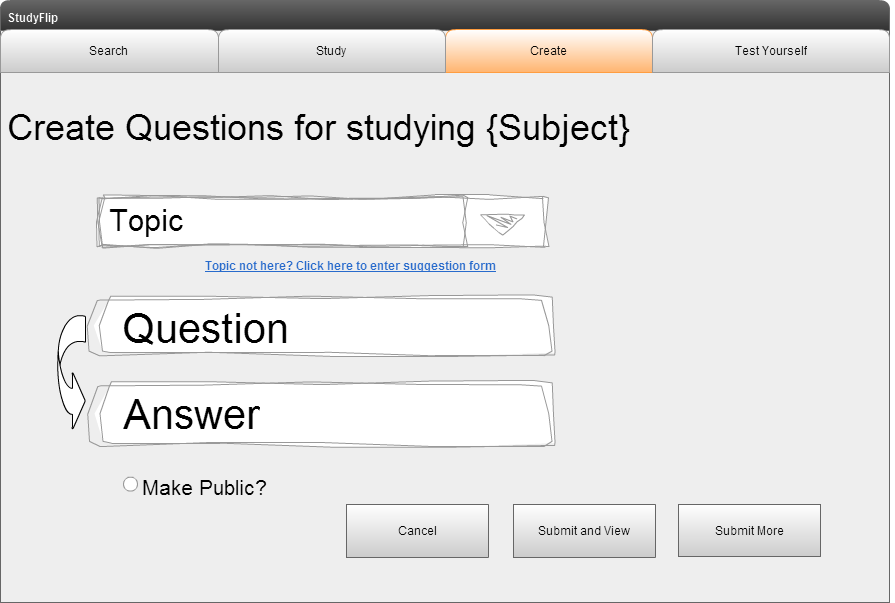 StudyFlip
Search Study Create Test Yourself
Create Questions for studying {Subject}
Topic
Topic not here? Click here to enter suggestion form
Question
Answer
Make Public?
Cancel Submit and View Submit More